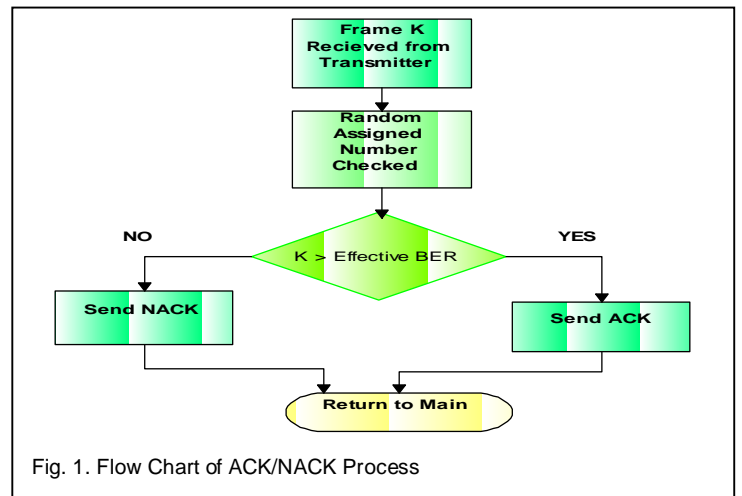 Frame K
Recieved from
Transmitter
Random
Assigned
Number
Checked
NO
YES
K > Effective BER
Send NACK
Send ACK
Return to Main
Fig. 1. Flow Chart of ACK/NACK Process